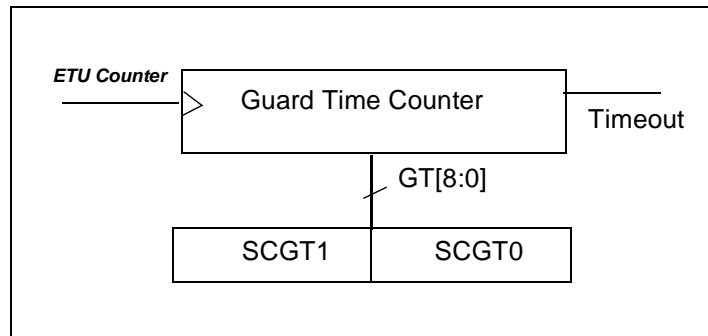 ETU Counter
Guard Time Counter
Timeout
GT[8:0]
SCGT1 SCGT0